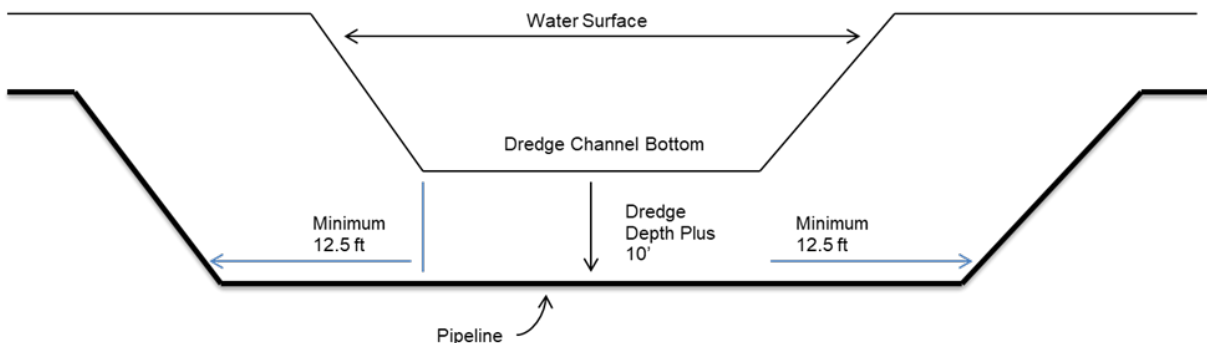 Water Surface
Dredge Channel Bottom
Minimum
12.5 ft
Dredge
Depth Plus
10'
Minimum
12.5 ft
Pipeline